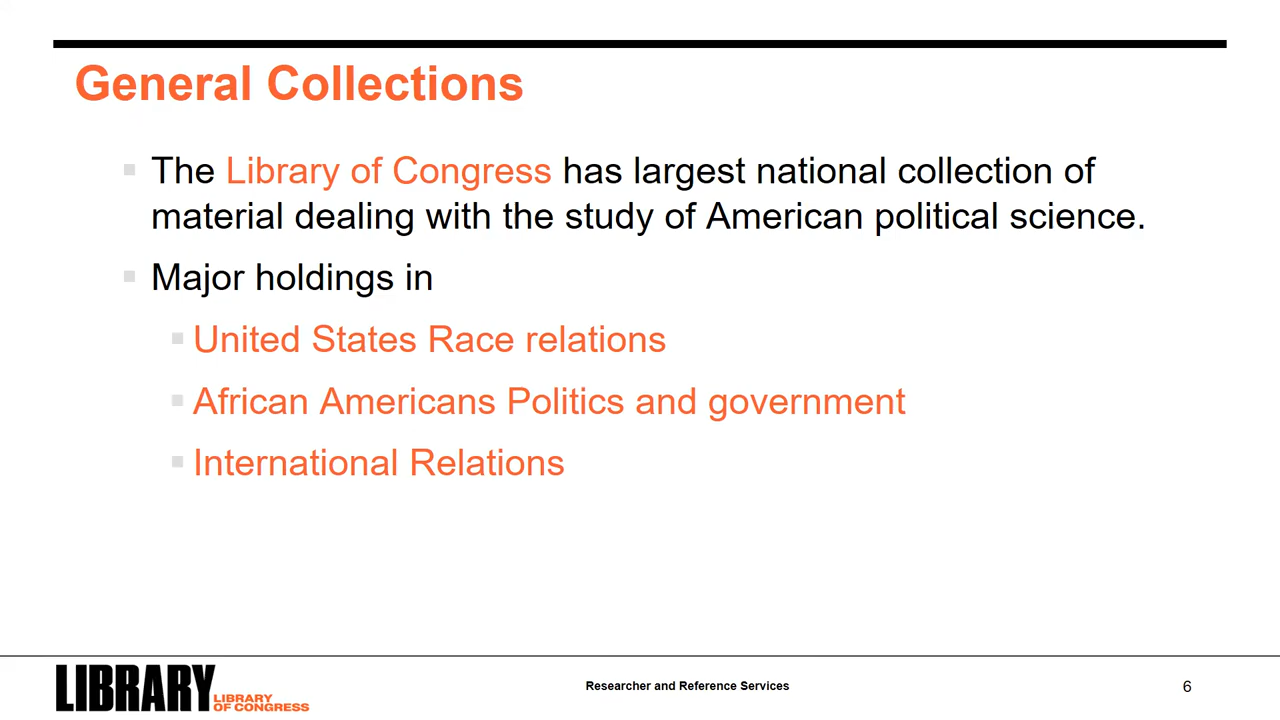 General Collections
The Library of Congress has largest national collection of
material dealing with the study of American political science.
Major holdings in
United States Race relations
African Americans Politics and government
International Relations
LIBRARY
LIBRARY
OF CONGRESS
Researcher and Reference Services
6